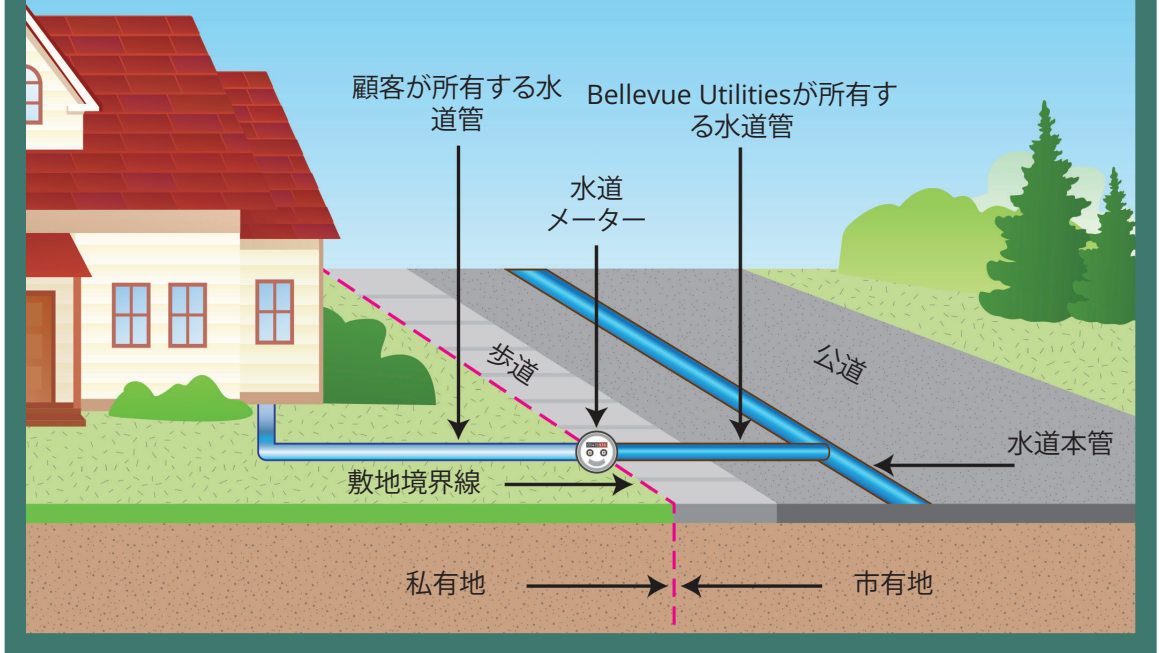 顧客が所有する水
道管
Bellevue Utilitiesが所有す
る水道管
水道
メーター
歩道
公道
水道本管
敷地境界線
私有地
市有地